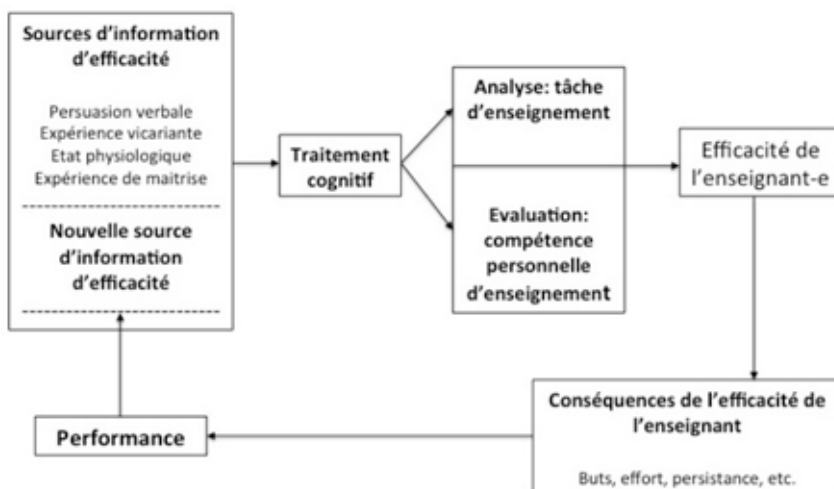 Sources d'information
d'efficacité
Persuasion verbale
Expérience vicariante
Etat physiologique
Expérience de maitrise
Nouvelle source
d'information
d'efficacité
Traitement
cognitif
Analyse: tâche
d'enseignement
Evaluation:
compétence
personnelle
d'enseignement
Efficacité de
l'enseignant-e
Conséquences de l'efficacité de
l'enseignant
Buts, effort, persistance, etc.
Performance